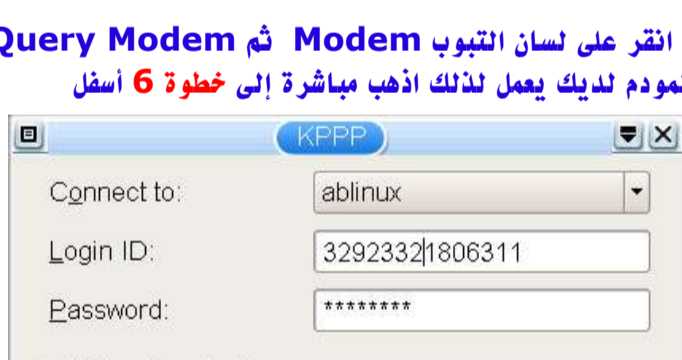 انقر على لسان التبوب Modem ثم Query Modem
لمودم لديك يعمل لذلك اذهب مباشرة إلى خطوة 6 أسفل
KPPP
Connect to:
ablinux
Login ID:
32923321806311
Password:
********